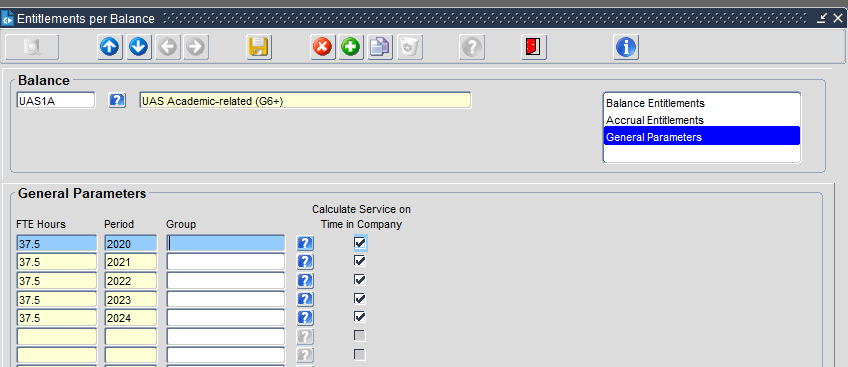 Entitlements per Balance
Balance
UAS1A UAS Academic-related (G6+)
Balance Entitlements
Accrual Entitlements
General Parameters
General Parameters
Calculate Service on
FTE Hours Period Group Time in Company
37.5 2020
37.5 2021
37.5 2022
37.5 2023
37.5 2024